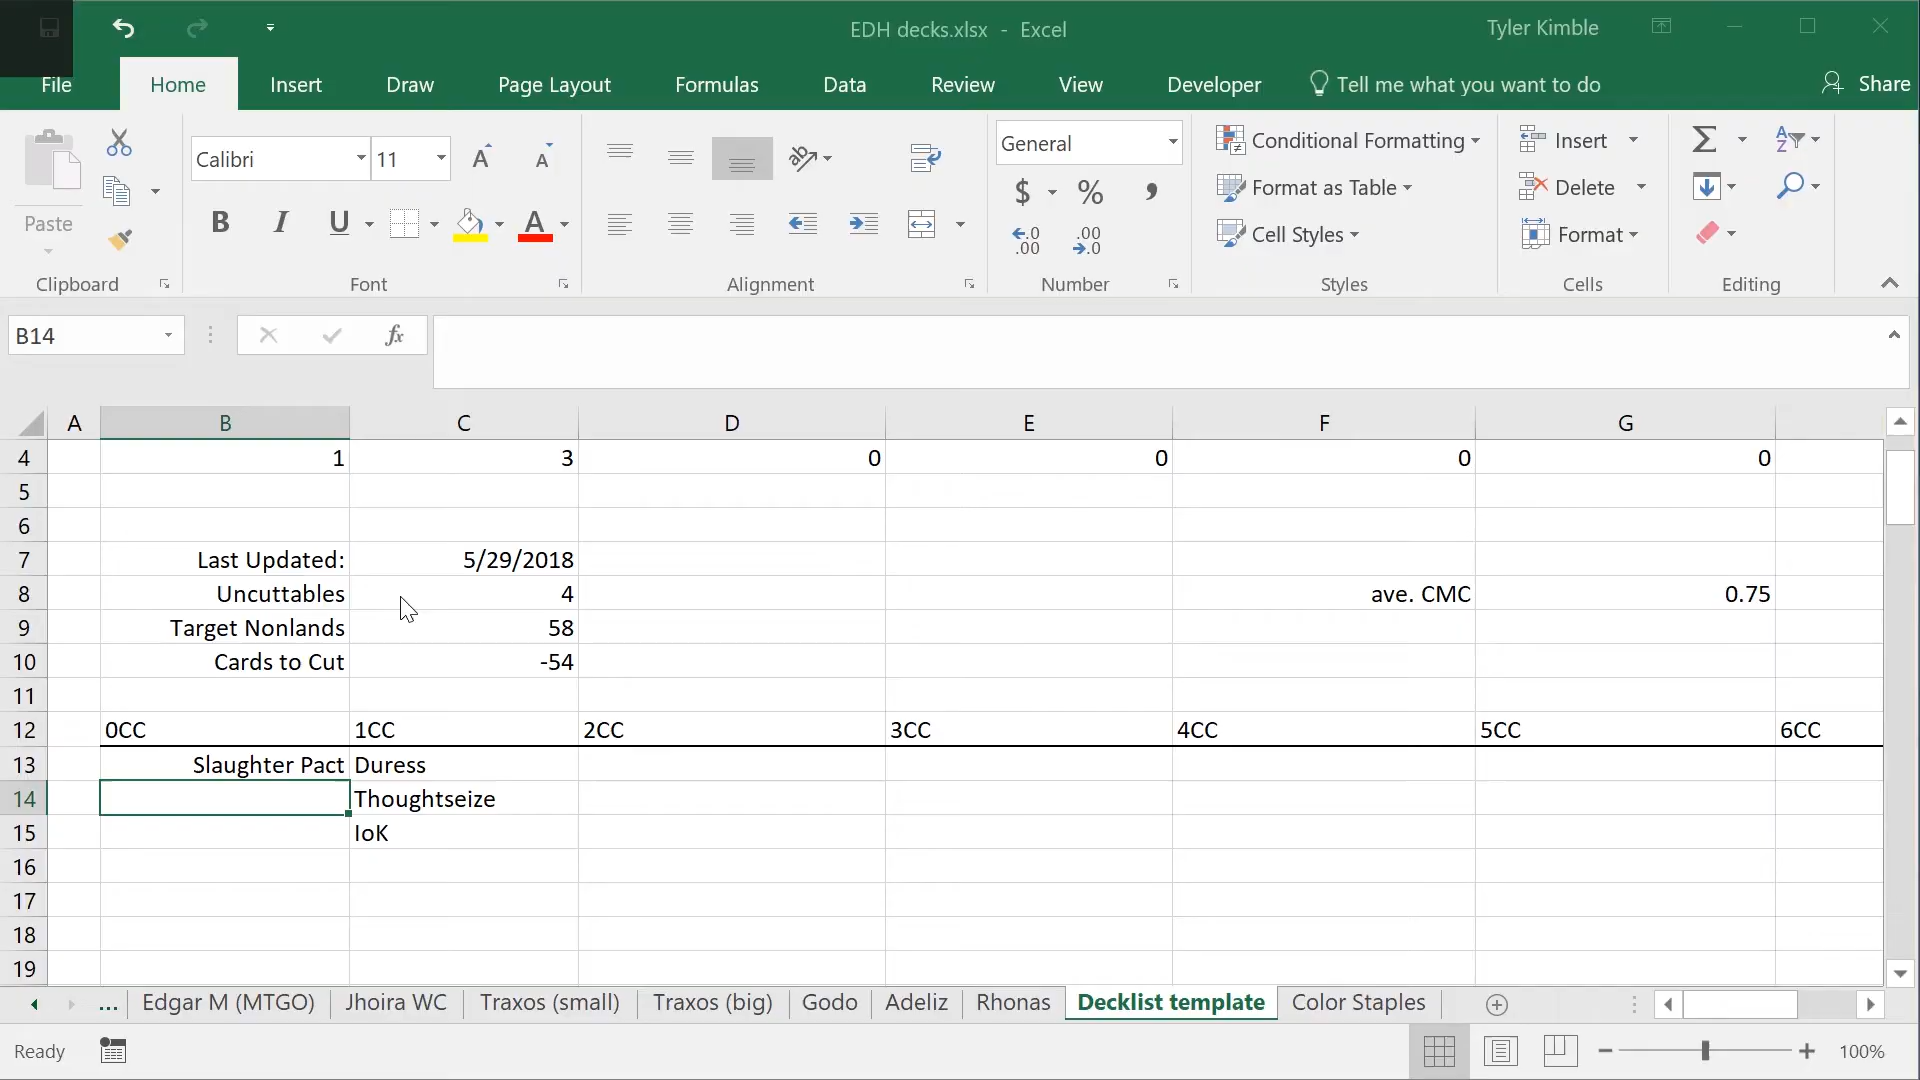 EDH decks.xlsx - Excel
Tyler Kimble
File Home Insert Draw Page Layout Formulas Data Review View Developer Tell me what you want to do Share
Paste
Calibri 11
B I U A
General
$ % ,
Conditional Formatting
Format as Table
Cell Styles
Insert
Delete
Format
Clipboard Font Alignment Number Styles Cells Editing
B14 fx
A B C D E F G
4 1 3 0 0 0 0
5
6
7 Last Updated: 5/29/2018
8 Uncuttables 4 ave. CMC 0.75
9 Target Nonlands 58
10 Cards to Cut -54
11
12 0CC 1CC 2CC 3CC 4CC 5CC 6CC
13 Slaughter Pact Duress
14 Thoughtseize
15 IoK
16
17
18
19
... Edgar M (MTGO) Jhoira WC Traxos (small) Traxos (big) Godo Adeliz Rhonas Decklist template Color Staples
Ready 100%